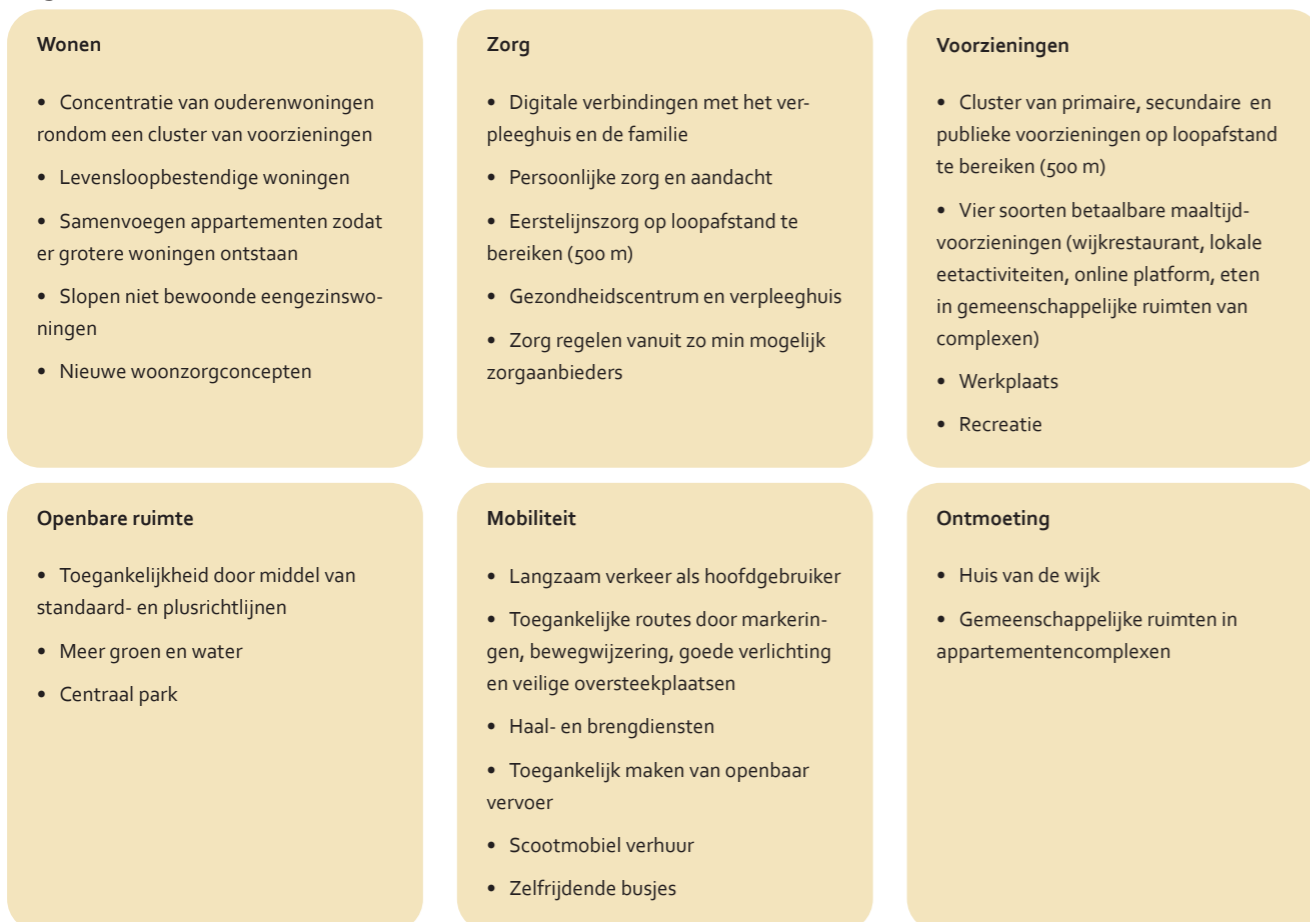 Wonen
• Concentratie van ouderenwoningen
rondom een cluster van voorzieningen
• Levensloopbestendige woningen
• Samenvoegen appartementen zodat
er grotere woningen ontstaan
• Slopen niet bewoonde eengezinswo-
ningen
• Nieuwe woonzorgconcepten
Zorg
• Digitale verbindingen met het ver-
pleeghuis en de familie
• Persoonlijke zorg en aandacht
• Eerstelijnszorg op loopafstand te
bereiken (500 m)
• Gezondheidscentrum en verpleeghuis
• Zorg regelen vanuit zo min mogelijk
zorgaanbieders
Voorzieningen
• Cluster van primaire, secundaire en
publieke voorzieningen op loopafstand
te bereiken (500 m)
• Vier soorten betaalbare maaltijd-
voorzieningen (wijkrestaurant, lokale
eetactiviteiten, online platform, eten
in gemeenschappelijke ruimten van
complexen)
• Werkplaats
• Recreatie
Openbare ruimte
• Toegankelijkheid door middel van
standaard- en plusrichtlijnen
• Meer groen en water
• Centraal park
Mobiliteit
• Langzaam verkeer als hoofdgebruiker
• Toegankelijke routes door markerin-
gen, bewegwijzering, goede verlichting
en veilige oversteekplaatsen
• Haal- en brengdiensten
• Toegankelijk maken van openbaar
vervoer
• Scootmobiel verhuur
• Zelfrijdende busjes
Ontmoeting
• Huis van de wijk
• Gemeenschappelijke ruimten in
appartementencomplexen